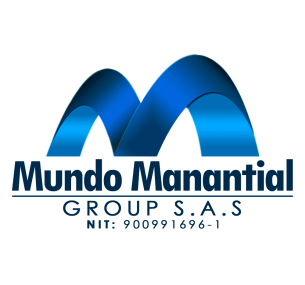 Mundo Manantial
GROUP S.A.S
NIT: 900991696-1